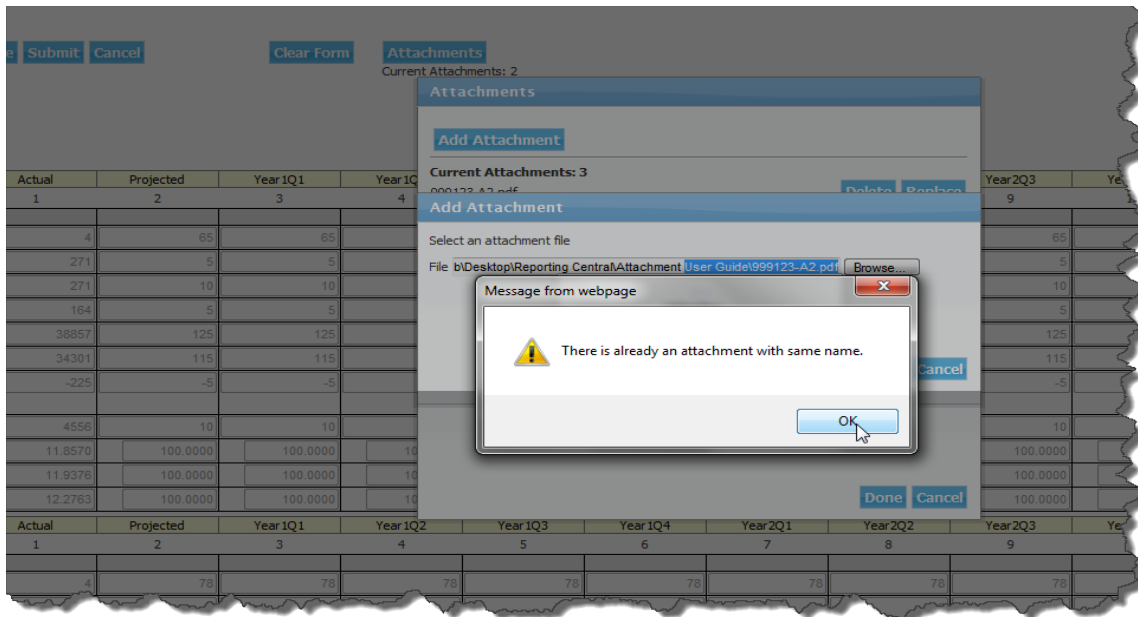 e Submit Cancel Clear Form Attachments
Current Attachments: 2
Attachments
Add Attachment
Current Attachments: 3
999123-A2.pdf Delete Replace
Actual Projected Year1Q1 Year1Q Year2Q3 Ye
1 2 3 4 9
Add Attachment
4 65 65 65
Select an attachment file
271 5 5 5
File b\Desktop\Reporting Central\Attachment User Guide\999123-A2.pdf Browse...
271 10 10 10
Message from webpage
164 5 5 5
38857 125 125 125
There is already an attachment with same name.
34301 115 115 115
Cancel
-225 -5 -5 -5
4556 10 10 10
OK
11.8570 100.0000 100.0000 10 100.0000
11.9376 100.0000 100.0000 10 100.0000
12.2763 100.0000 100.0000 10 100.0000
Done Cancel
Actual Projected Year1Q1 Year1Q2 Year1Q3 Year1Q4 Year2Q1 Year2Q2 Year2Q3 Ye
1 2 3 4 5 6 7 8 9
4 78 78 78 78 78 78 78 78